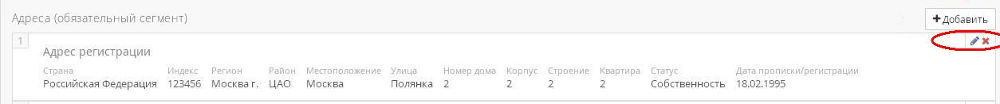 Адреса (обязательный сегмент)
Добавить
1
Адрес регистрации
Страна Индекс Регион Район Местоположение Улица Номер дома Корпус Строение Квартира Статус Дата прописки/регистрации
Российская Федерация 123456 Москва г. ЦАО Москва Полянка 2 2 2 2 Собственность 18.02.1995